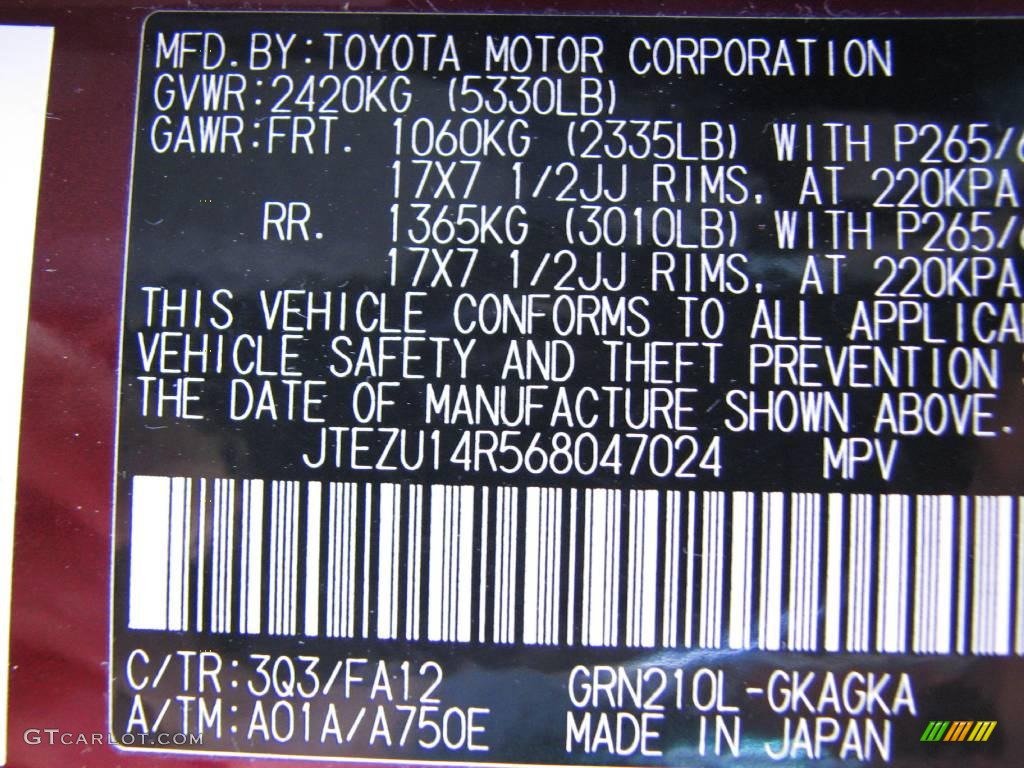 MFD. BY: TOYOTA MOTOR CORPORATION
GVWR: 2420KG (5330LB)
GAWR: FRT. 1060KG (2335LB) WITH P265/6
17X7 1/2JJ RIMS, AT 220KPA
RR. 1365KG (3010LB) WITH P265/6
17X7 1/2JJ RIMS, AT 220KPA
THIS VEHICLE CONFORMS TO ALL APPLICA
VEHICLE SAFETY AND THEFT PREVENTION
THE DATE OF MANUFACTURE SHOWN ABOVE.
JTEZU14R568047024 MPV
C/TR: 3Q3/FA12 GRN210L-GKAGKA
A/TM: A01A/A750E MADE IN JAPAN
GTCARLOT.COM